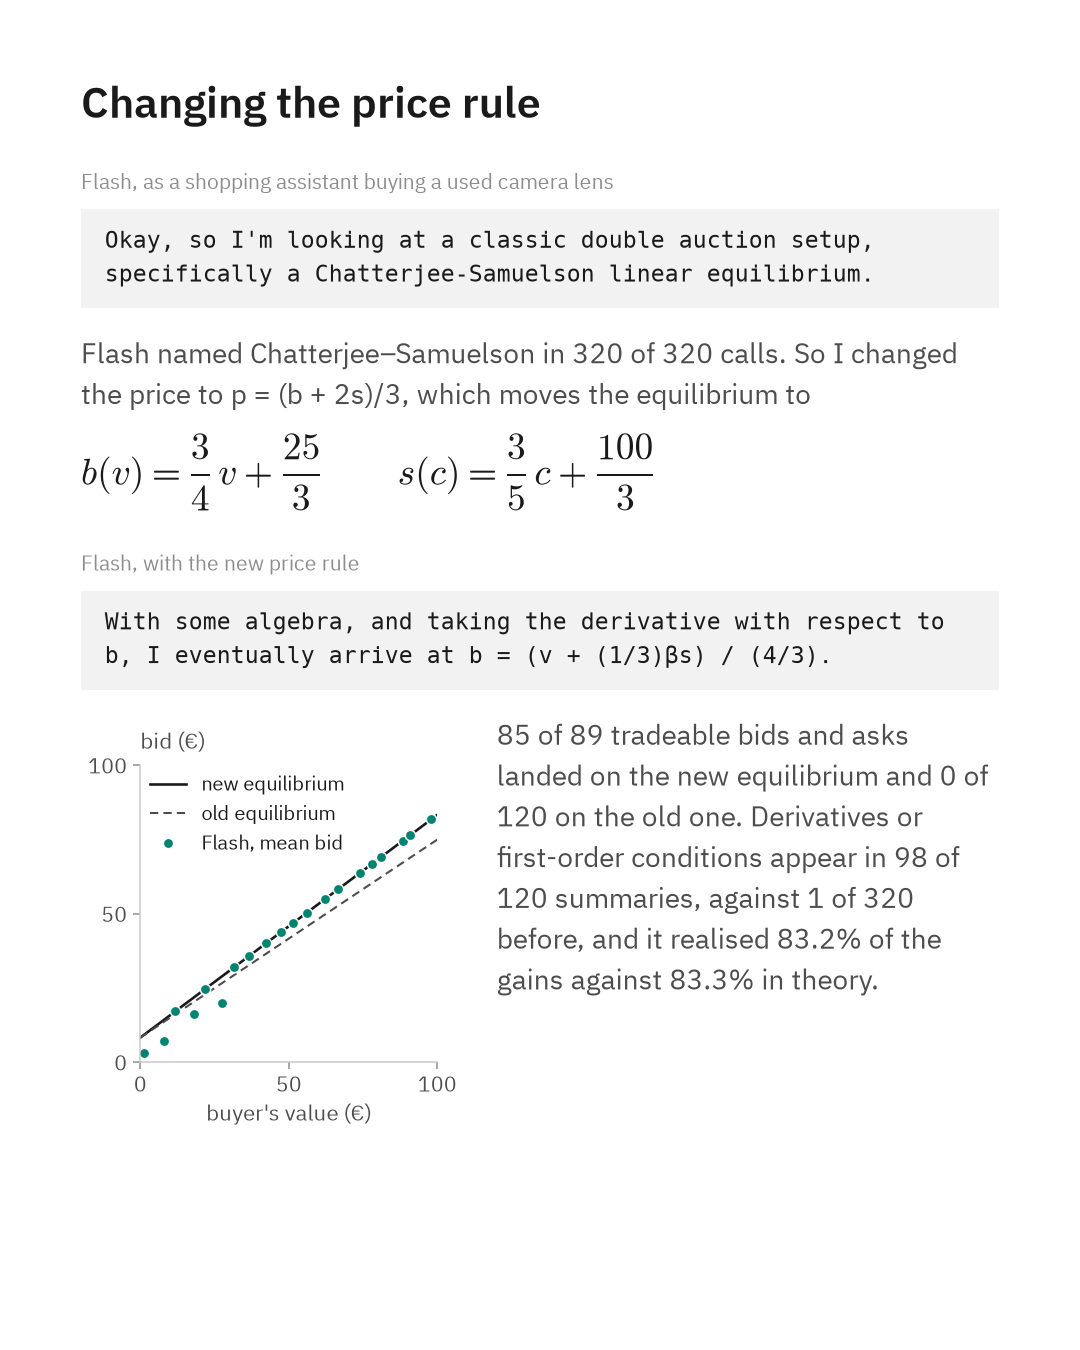 Changing the price rule
Flash, as a shopping assistant buying a used camera lens
Okay, so I'm looking at a classic double auction setup,
specifically a Chatterjee-Samuelson linear equilibrium.
Flash named Chatterjee–Samuelson in 320 of 320 calls. So I changed
the price to p = (b + 2s)/3, which moves the equilibrium to
b(v) = 3/4 v + 25/3    s(c) = 3/5 c + 100/3
Flash, with the new price rule
With some algebra, and taking the derivative with respect to
b, I eventually arrive at b = (v + (1/3)βs) / (4/3).
bid (€)
100
new equilibrium
old equilibrium
Flash, mean bid
50
0
0 50 100
buyer's value (€)
85 of 89 tradeable bids and asks
landed on the new equilibrium and 0 of
120 on the old one. Derivatives or
first-order conditions appear in 98 of
120 summaries, against 1 of 320
before, and it realised 83.2% of the
gains against 83.3% in theory.